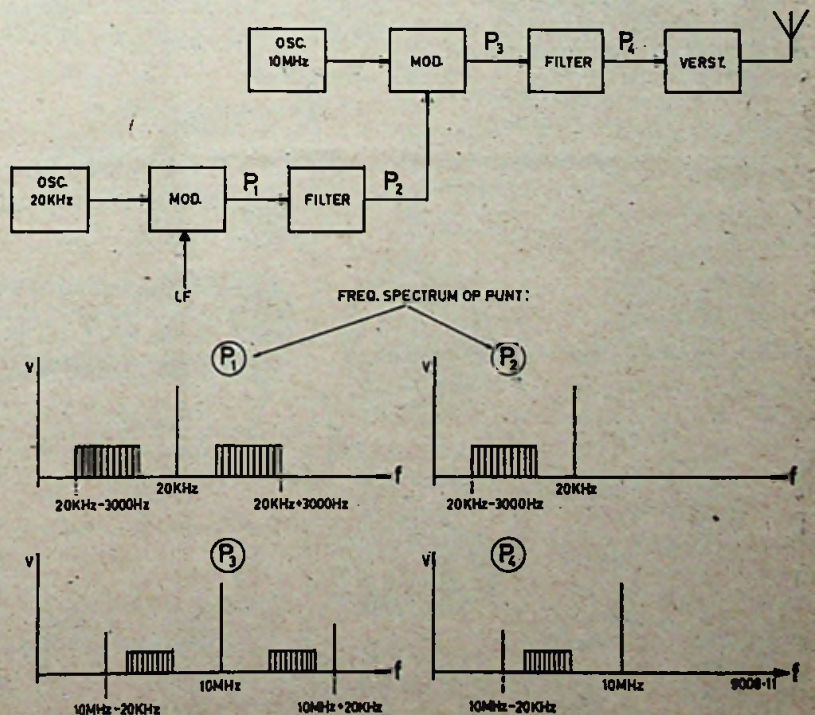 OSC.
10MHz
MOD.
P3
FILTER
P4
VERST.
OSC.
20KHz
MOD.
P1
FILTER
P2
LF
FREQ. SPECTRUM OP PUNT:
P1
P2
V
f
20KHz
20KHz-3000Hz
20KHz+3000Hz
V
f
20KHz
20KHz-3000Hz
P3
P4
V
f
10MHz
10MHz-20KHz
10MHz+20KHz
V
f
10MHz
10MHz-20KHz
9008-11